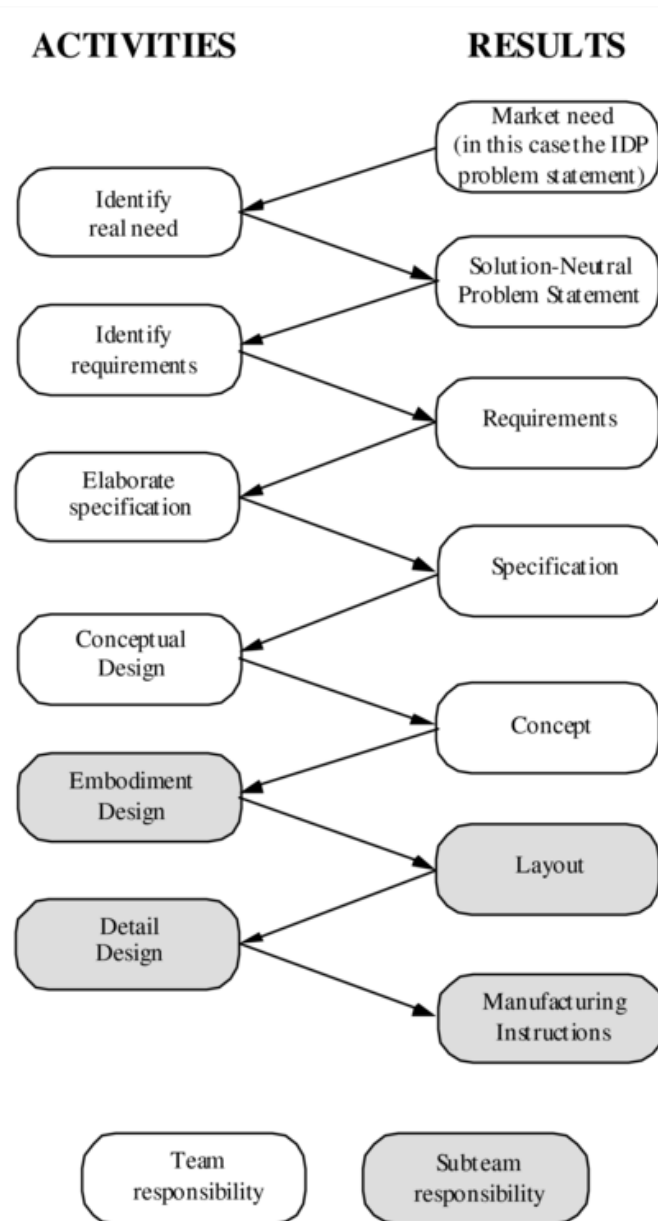 ACTIVITIES
RESULTS
Market need
(in this case the IDP
problem statement)
Identify
real need
Solution-Neutral
Problem Statement
Identify
requirements
Requirements
Elaborate
specification
Specification
Conceptual
Design
Concept
Embodiment
Design
Layout
Detail
Design
Manufacturing
Instructions
Team
responsibility
Subteam
responsibility